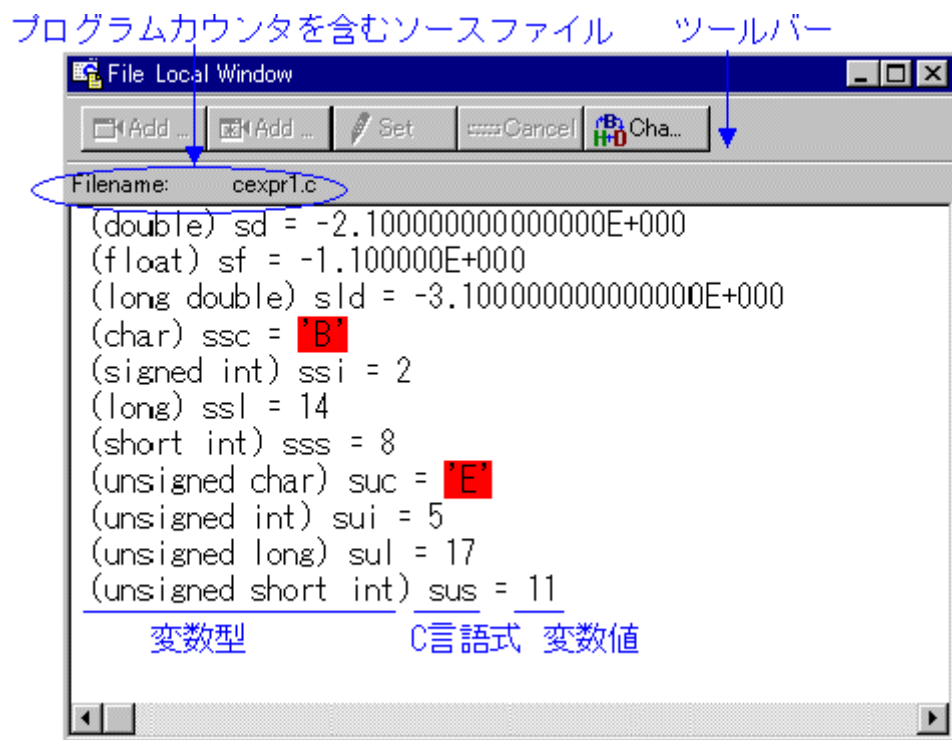 プログラムカウンタを含むソースファイル ツールバー
File Local Window
Add ... Add ... Set Cancel Cha...
Filename: cexpr1.c
(double) sd = -2.100000000000000E+000
(float) sf = -1.100000E+000
(long double) sld = -3.100000000000000E+000
(char) ssc = 'B'
(signed int) ssi = 2
(long) ssl = 14
(short int) sss = 8
(unsigned char) suc = 'E'
(unsigned int) sui = 5
(unsigned long) sul = 17
(unsigned short int) sus = 11
変数型 C言語式 変数値